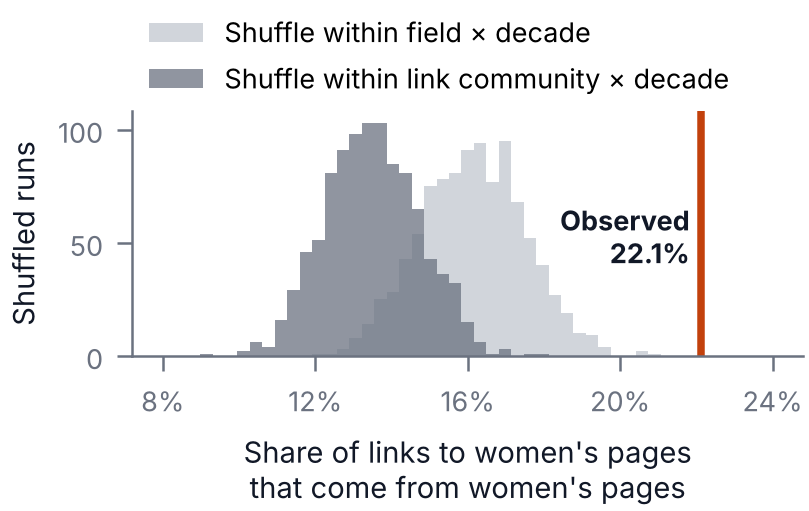 Shuffle within field × decade
Shuffle within link community × decade
Shuffled runs
100
50
0
Observed
22.1%
8%
12%
16%
20%
24%
Share of links to women's pages
that come from women's pages